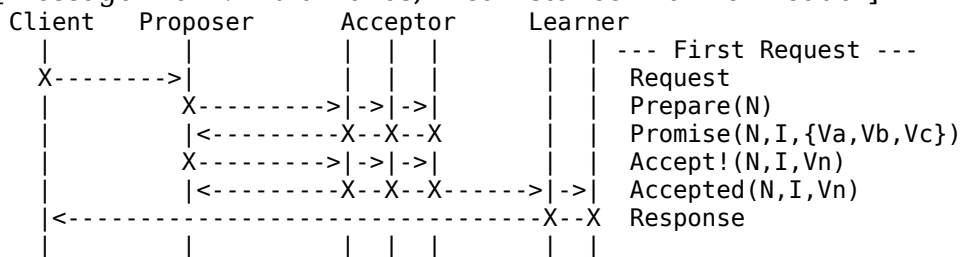 Client Proposer Acceptor Learner
| | | | | | | --- First Request ---
X-------->| | | | | | Request
| X--------->|->|->| | | Prepare(N)
| |<---------X--X--X | | Promise(N,I,{Va,Vb,Vc})
| X--------->|->|->| | | Accept!(N,I,Vn)
| |<---------X--X--X------>|->| Accepted(N,I,Vn)
|<---------------------------------X--X Response
| | | | | | |